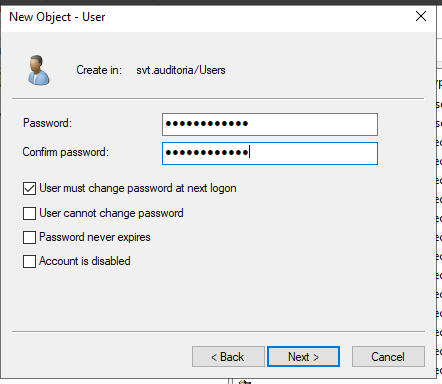 New Object - User
Create in: svt.auditoria/Users
Password: ●●●●●●●●●●●●
Confirm password: ●●●●●●●●●●●●
User must change password at next logon
User cannot change password
Password never expires
Account is disabled
< Back Next > Cancel